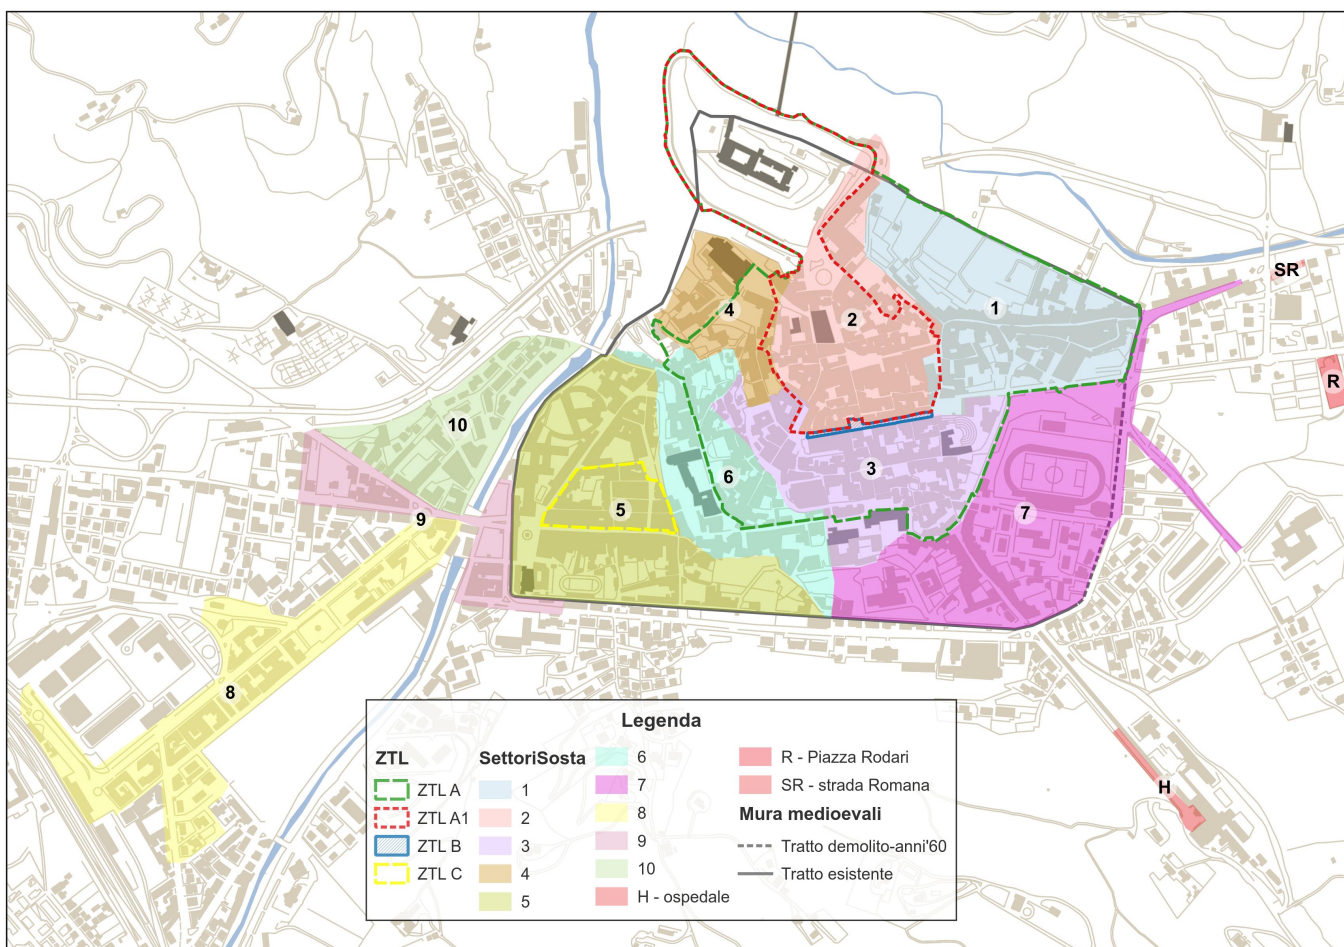 SR
1
4
2
R
10
3
6
5
9
7
8
H
Legenda
ZTL
ZTL A
ZTL A1
ZTL B
ZTL C
SettoriSosta
1
2
3
4
5
6
7
8
9
10
H - ospedale
R - Piazza Rodari
SR - strada Romana
Mura medioevali
Tratto demolito-anni'60
Tratto esistente